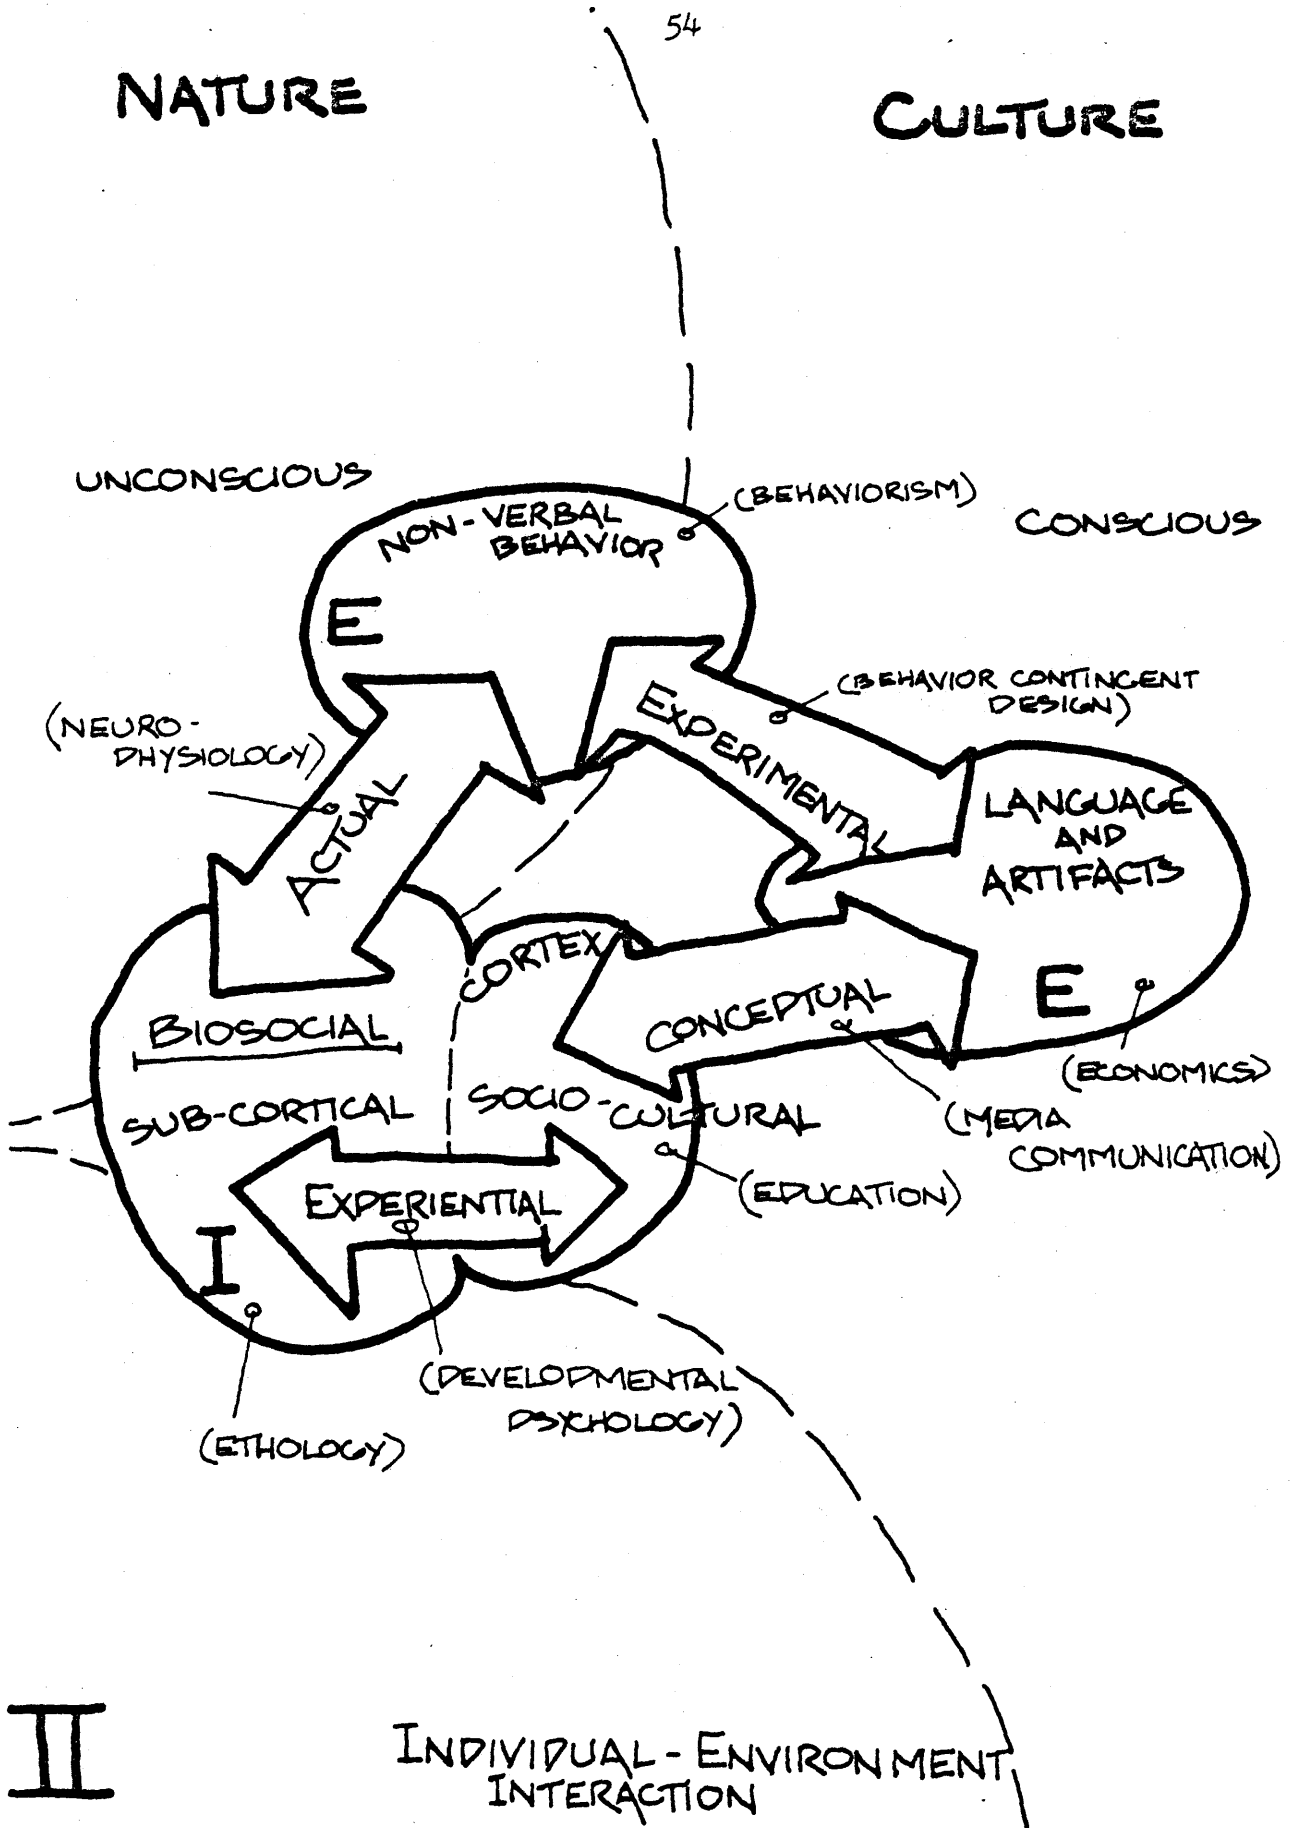 54
NATURE
CULTURE
UNCONSCIOUS
(BEHAVIORISM)
CONSCIOUS
NON-VERBAL
BEHAVIOR
E
(BEHAVIOR CONTINGENT
DESIGN)
(NEURO-
PHYSIOLOGY)
EXPERIMENTAL
ACTUAL
LANGUAGE
AND
ARTIFACTS
CORTEX
E
CONCEPTUAL
BIOSOCIAL
(ECONOMICS)
SUB-CORTICAL
SOCIO-CULTURAL
(MEDIA
COMMUNICATION)
(EDUCATION)
EXPERIENTIAL
I
(DEVELOPMENTAL
PSYCHOLOGY)
(ETHOLOGY)
II
INDIVIDUAL-ENVIRONMENT
INTERACTION